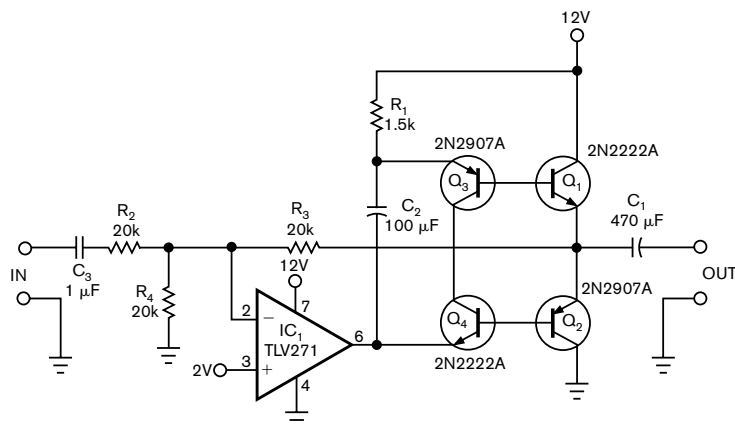 12V
R1
1.5k
2N2907A
2N2222A
Q3
Q1
C2
100 µF
C1
470 µF
R2
20k
R3
20k
IN
C3
1 µF
R4
20k
12V
OUT
2N2907A
7
2
−
IC1
TLV271
6
Q4
Q2
2V
3
+
4
2N2222A